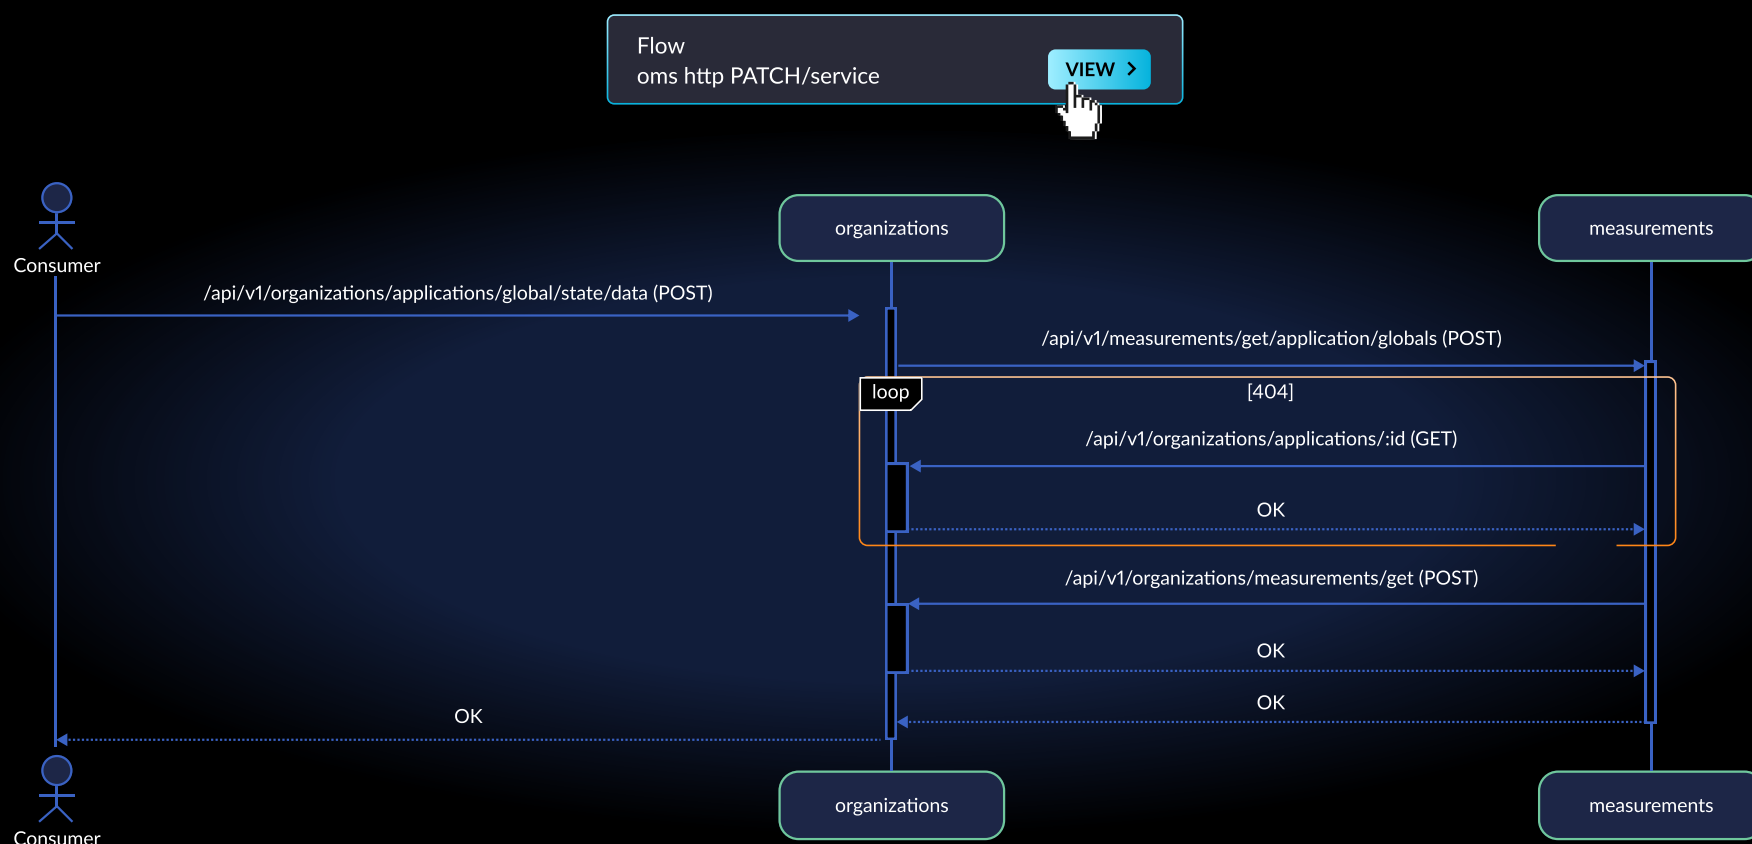 Flow
oms http PATCH/service
VIEW
organizations
measurements
Consumer
/api/v1/organizations/applications/global/state/data (POST)
/api/v1/measurements/get/application/globals (POST)
loop
[404]
/api/v1/organizations/applications/:id (GET)
OK
/api/v1/organizations/measurements/get (POST)
OK
OK
OK
organizations
measurements
Consumer